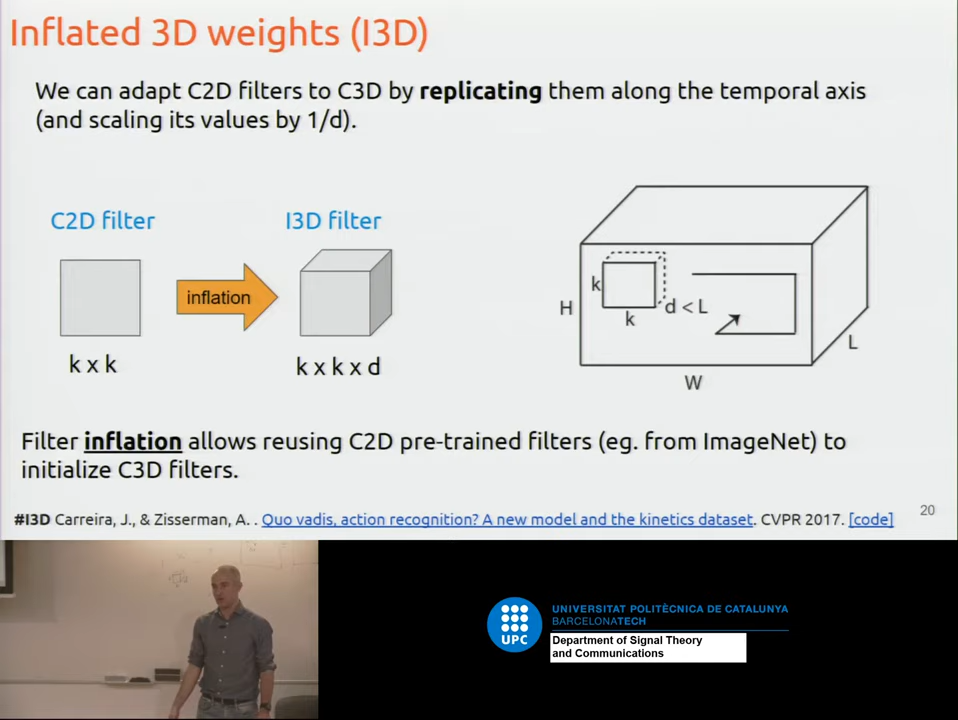 Inflated 3D weights (I3D)
We can adapt C2D filters to C3D by replicating them along the temporal axis
(and scaling its values by 1/d).
C2D filter
I3D filter
inflation
k x k
k x k x d
k
k
d < L
H
W
L
Filter inflation allows reusing C2D pre-trained filters (eg. from ImageNet) to
initialize C3D filters.
#I3D Carreira, J., & Zisserman, A. . Quo vadis, action recognition? A new model and the kinetics dataset. CVPR 2017. [code]
20
UPC
UNIVERSITAT POLITÈCNICA DE CATALUNYA
BARCELONATECH
Department of Signal Theory
and Communications